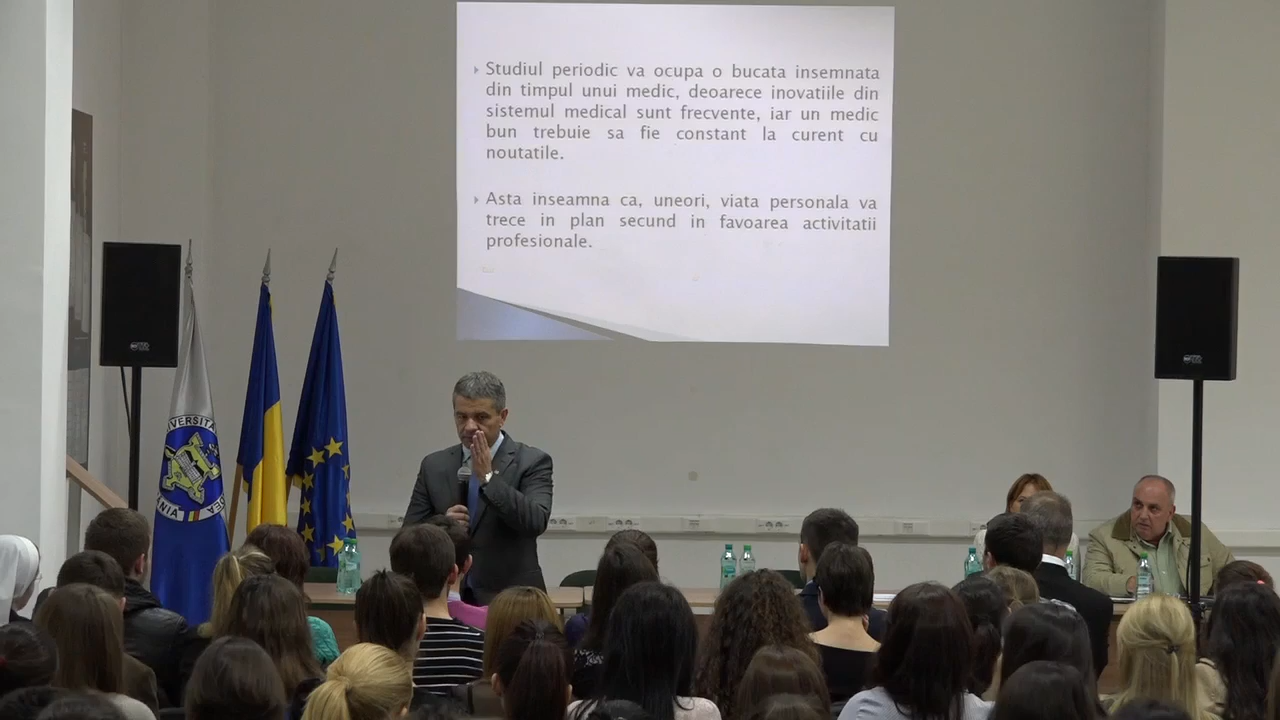 Studiul periodic va ocupa o bucata insemnata
din timpul unui medic, deoarece inovatiile din
sistemul medical sunt frecvente, iar un medic
bun trebuie sa fie constant la curent cu
noutatile.
Asta inseamna ca, uneori, viata personala va
trece in plan secund in favoarea activitatii
profesionale.